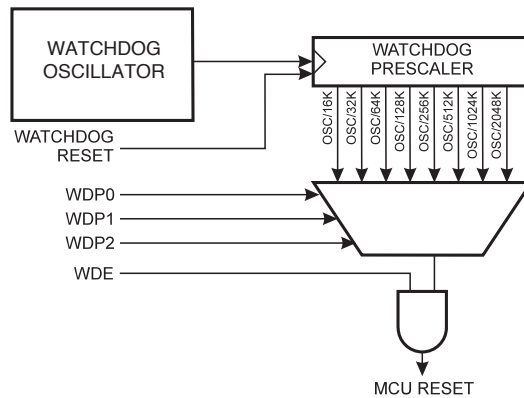 WATCHDOG
OSCILLATOR
WATCHDOG
PRESCALER
WATCHDOG
RESET
OSC/16K
OSC/32K
OSC/64K
OSC/128K
OSC/256K
OSC/512K
OSC/1024K
OSC/2048K
WDP0
WDP1
WDP2
WDE
MCU RESET